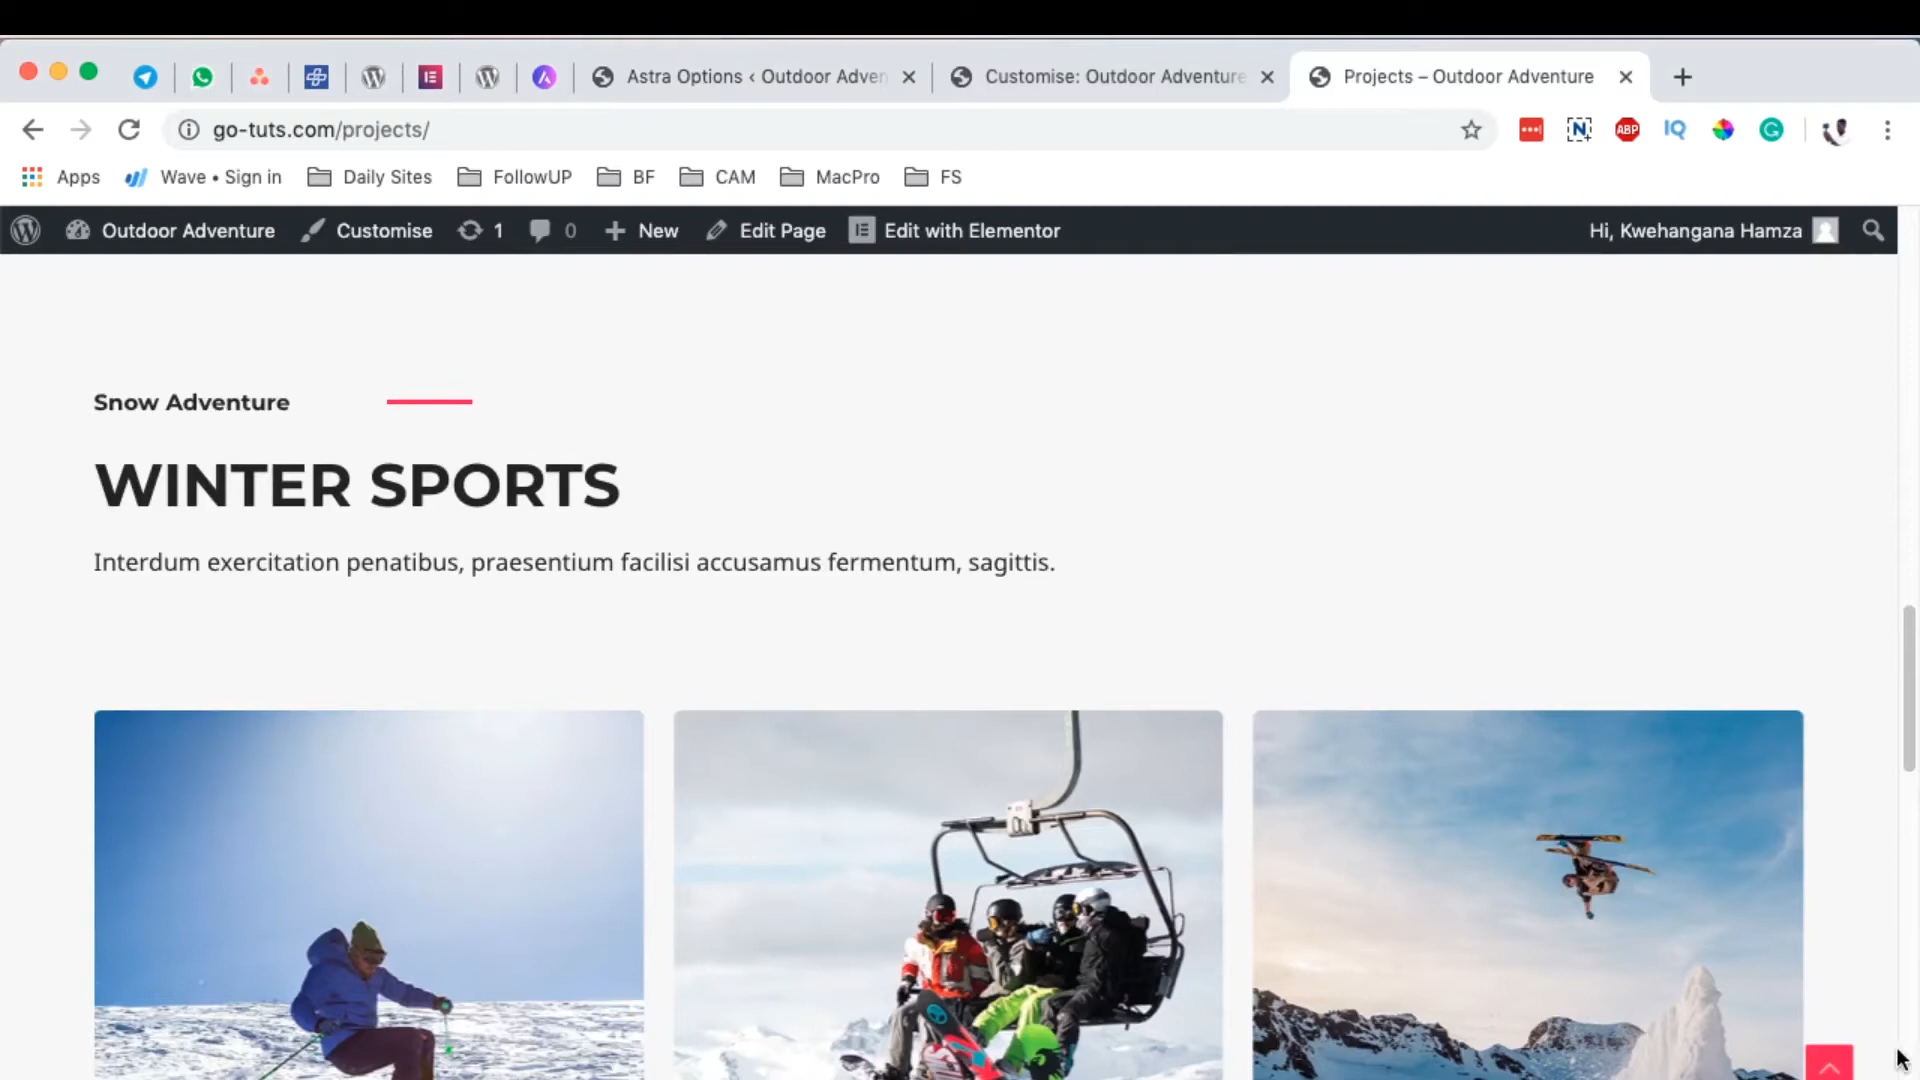 Astra Options ‹ Outdoor Adven
Customise: Outdoor Adventure
Projects – Outdoor Adventure
go-tuts.com/projects/
ABP
IQ
Apps
Wave • Sign in
Daily Sites
FollowUP
BF
CAM
MacPro
FS
Outdoor Adventure
Customise
1
0
New
Edit Page
Edit with Elementor
Hi, Kwehangana Hamza
Snow Adventure
WINTER SPORTS
Interdum exercitation penatibus, praesentium facilisi accusamus fermentum, sagittis.